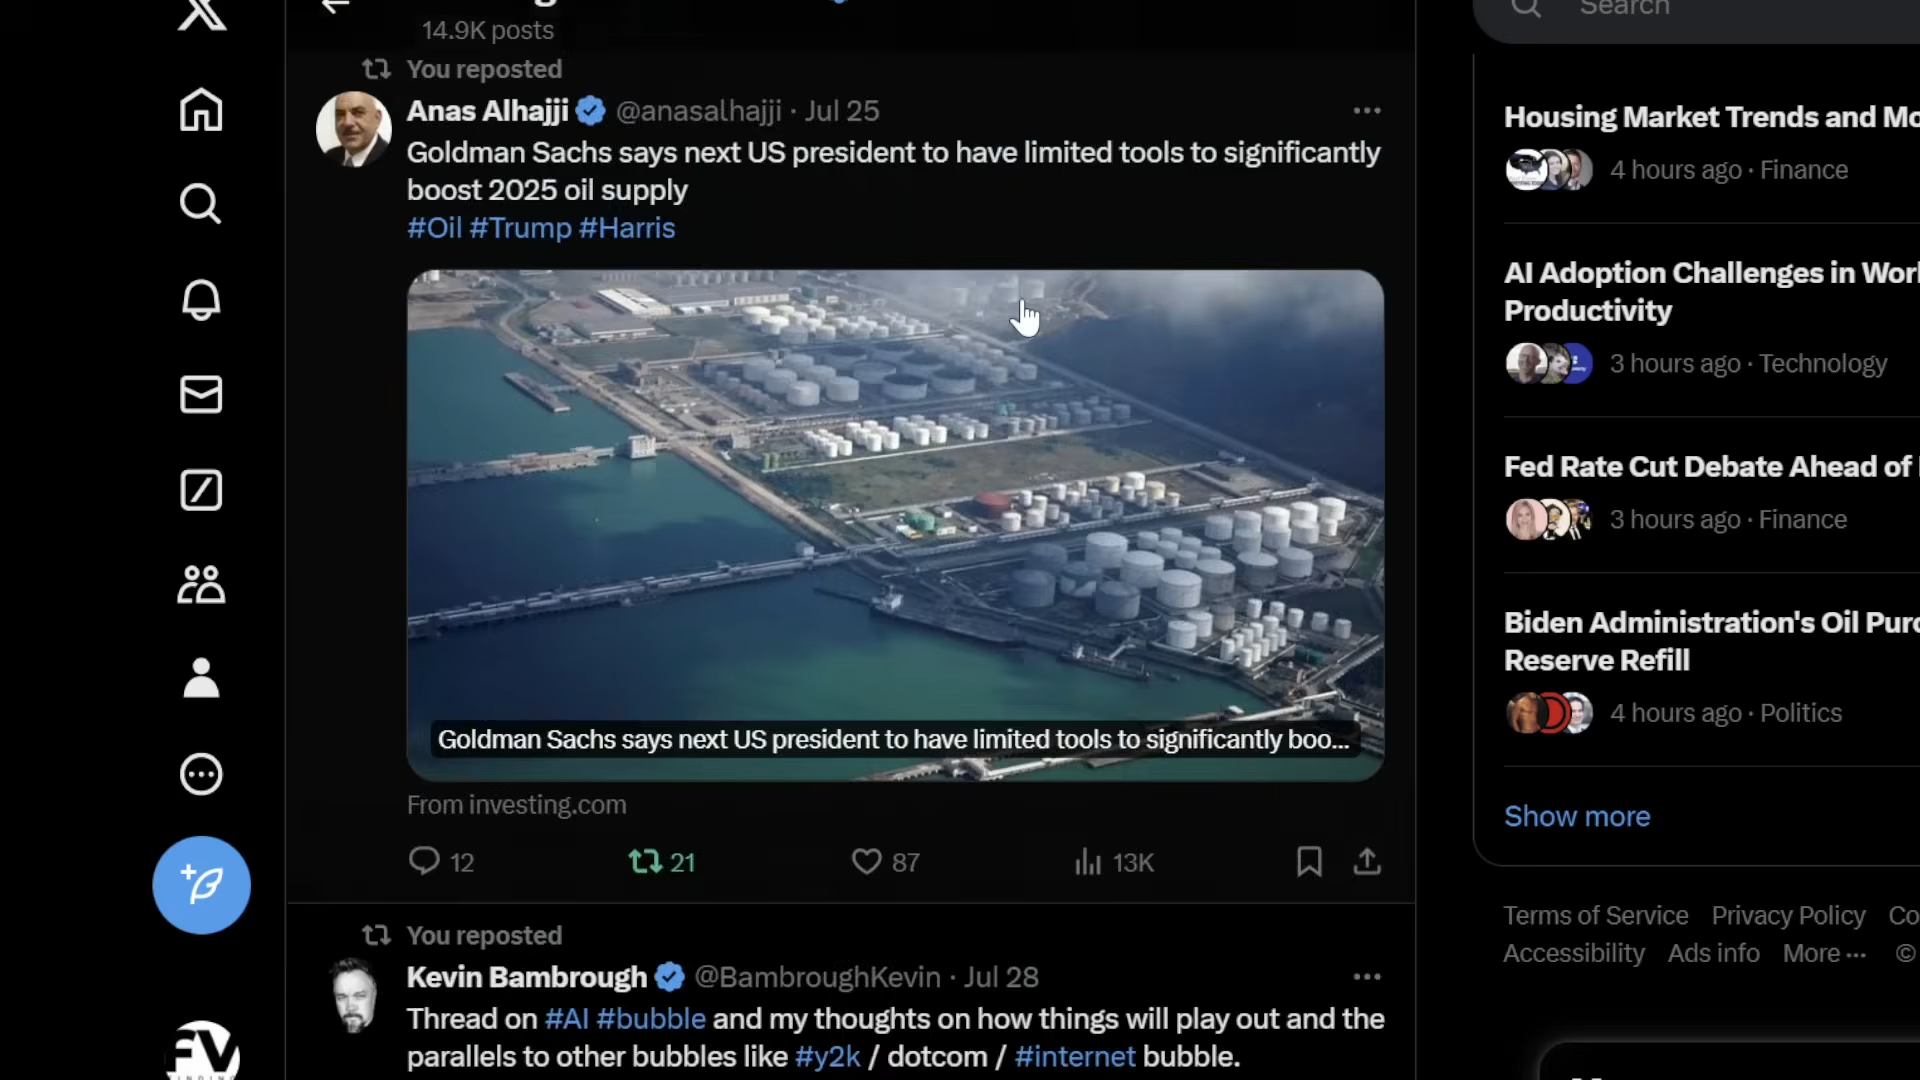 14.9K posts
Search
You reposted
Anas Alhajji @anasalhajji · Jul 25
Goldman Sachs says next US president to have limited tools to significantly
boost 2025 oil supply
#Oil #Trump #Harris
Goldman Sachs says next US president to have limited tools to significantly boo...
From investing.com
12 21 87 13K
You reposted
Kevin Bambrough @BambroughKevin · Jul 28
Thread on #AI #bubble and my thoughts on how things will play out and the
parallels to other bubbles like #y2k / dotcom / #internet bubble.
Housing Market Trends and Mo
4 hours ago · Finance
AI Adoption Challenges in Wor
Productivity
3 hours ago · Technology
Fed Rate Cut Debate Ahead of
3 hours ago · Finance
Biden Administration's Oil Pur
Reserve Refill
4 hours ago · Politics
Show more
Terms of Service Privacy Policy Co
Accessibility Ads info More ··· ©
FV